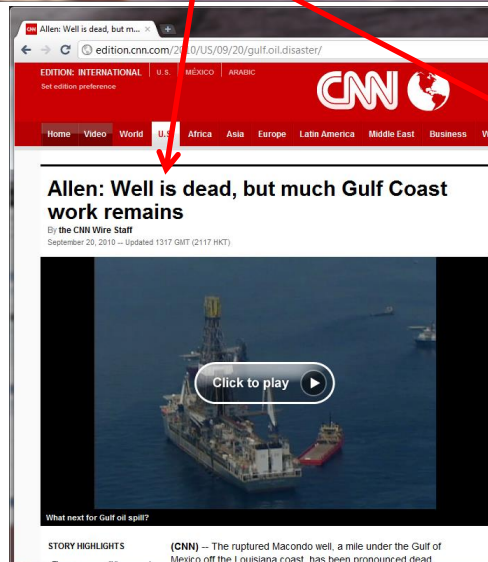 Allen: Well is dead, but m...
edition.cnn.com/2010/US/09/20/gulf.oil.disaster/
EDITION: INTERNATIONAL U.S. MÉXICO ARABIC
Set edition preference
CNN
Home Video World U.S. Africa Asia Europe Latin America Middle East Business
Allen: Well is dead, but much Gulf Coast
work remains
By the CNN Wire Staff
September 20, 2010 -- Updated 1317 GMT (2117 HKT)
Click to play
What next for Gulf oil spill?
STORY HIGHLIGHTS
(CNN) -- The ruptured Macondo well, a mile under the Gulf of
Mexico off the Louisiana coast, has been pronounced dead